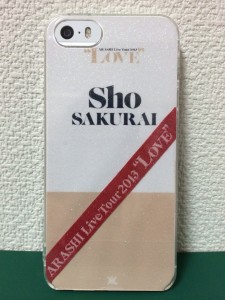 ARASHI Live Tour 2013
"LOVE"
Sho
SAKURAI
ARASHI Live Tour 2013 "LOVE"